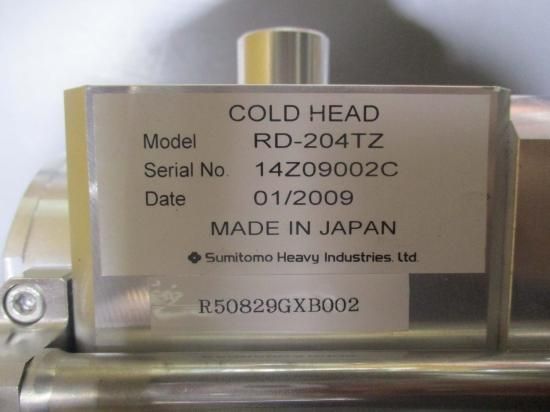 COLD HEAD
Model RD-204TZ
Serial No. 14Z09002C
Date 01/2009
MADE IN JAPAN
Sumitomo Heavy Industries. Ltd.
R50829GXB002